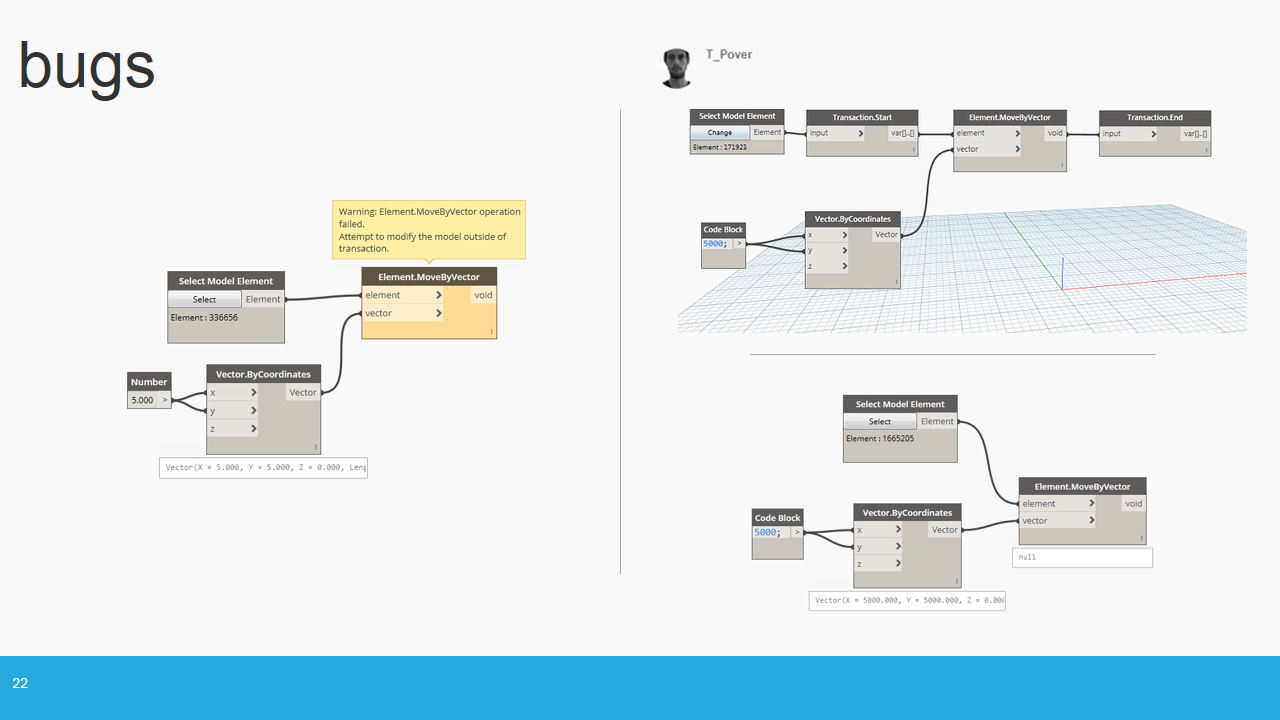 bugs
Warning: Element.MoveByVector operation
failed.
Attempt to modify the model outside of
transaction.
Select Model Element
Select
Element
Element : 336656
Element.MoveByVector
element
>
void
vector
>
Number
5.000
>
Vector.ByCoordinates
x
>
Vector
y
>
z
>
Vector(X = 5.000, Y = 5.000, Z = 0.000, Leng
T_Pover
Select Model Element
Change
Element
Element : 171923
Transaction.Start
input
>
var[]..[]
Element.MoveByVector
element
>
void
vector
>
Transaction.End
input
>
var[]..[]
Code Block
5000;
>
Vector.ByCoordinates
x
>
Vector
y
>
z
>
Select Model Element
Select
Element
Element : 1665205
Element.MoveByVector
element
>
void
vector
>
null
Code Block
5000;
>
Vector.ByCoordinates
x
>
Vector
y
>
z
>
Vector(X = 5000.000, Y = 5000.000, Z = 0.000
22